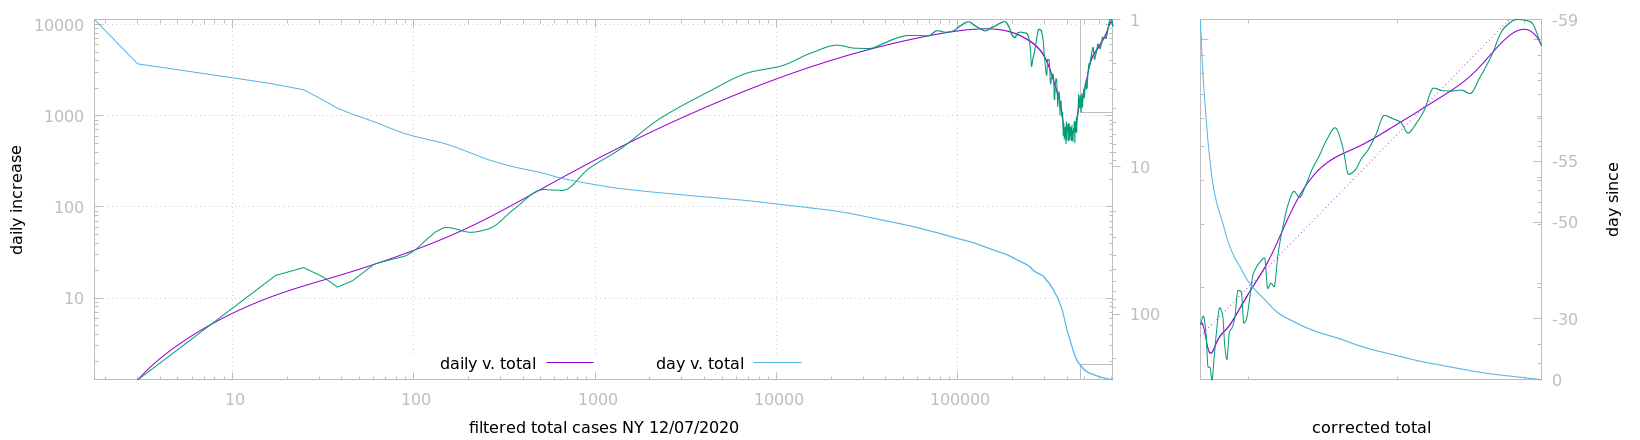 10000
1000
100
10
daily increase
1
10
100
daily v. total
day v. total
10
100
1000
10000
100000
filtered total cases NY 12/07/2020
-59
-55
-50
-30
0
day since
corrected total